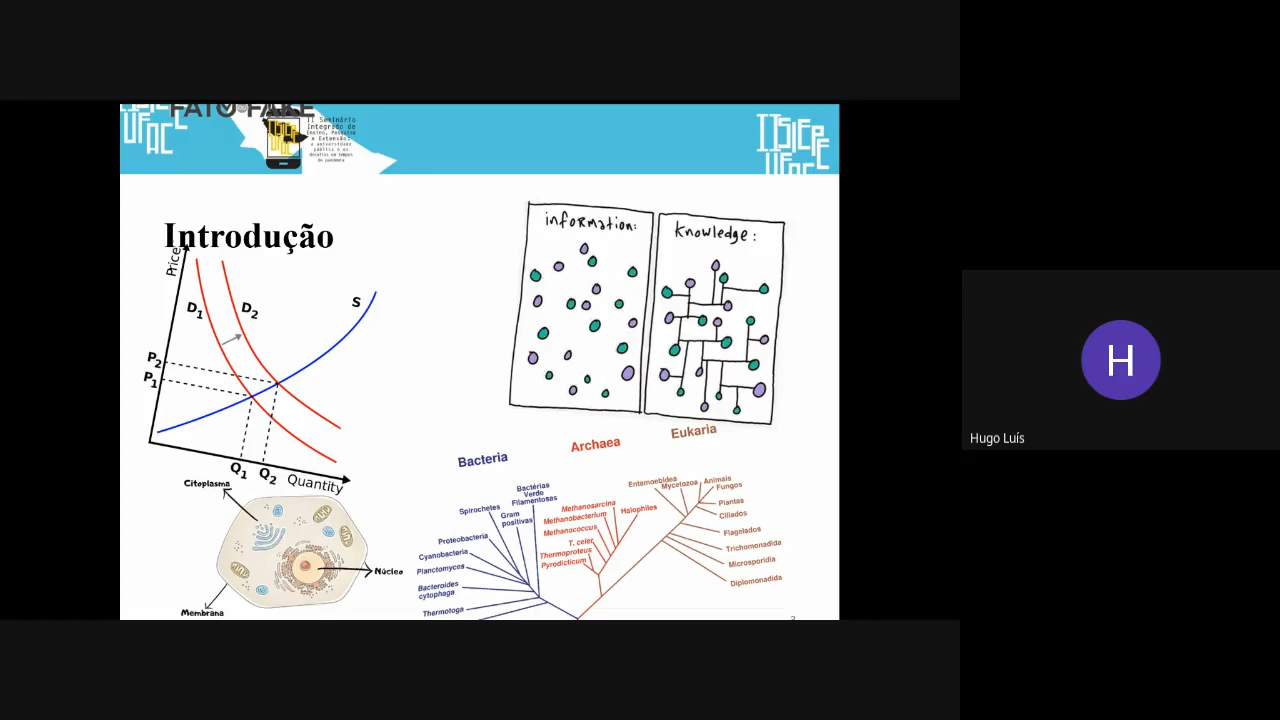 FATO OU FAKE
II Seminário
Integrado de
Ensino, Pesquisa
e Extensão:
a universidade
pública e os
desafios em tempos
de pandemia
UFAC
IISIEPE
UFAC
Introdução
Price
D1
D2
S
P2
P1
Q1
Q2
Quantity
information:
knowledge:
Citoplasma
Núcleo
Membrana
Bacteria
Archaea
Eukaria
Spirochetes
Bactérias
Verde
Filamentosas
Gram
positivas
Proteobacteria
Cyanobacteria
Planctomyces
Bacteroides
cytophaga
Thermotoga
Methanosarcina
Methanobacterium
Methanococcus
Halophiles
T. celer
Thermoproteus
Pyrodicticum
Entamoebidea
Mycetozoa
Animais
Fungos
Plantas
Ciliados
Flagelados
Trichomonadida
Microsporidia
Diplomonadida
H
Hugo Luís